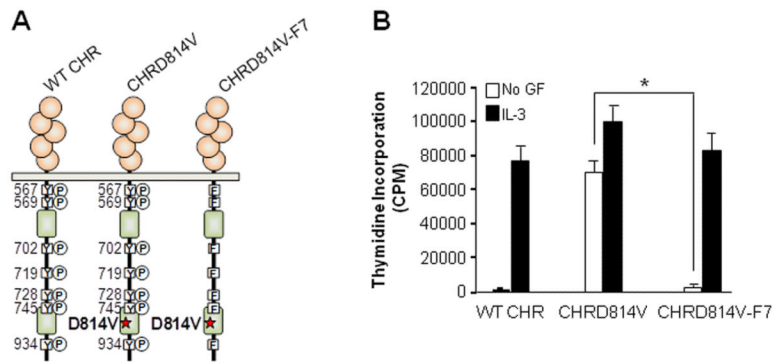 A
WT CHR
CHRD814V
CHRD814V-F7
567 Y P 567 Y P F
569 Y P 569 Y P F
702 Y P 702 Y P F
719 Y P 719 Y P F
728 Y P 728 Y P F
745 Y P 745 Y P F
D814V D814V
934 Y P 934 Y P F
B
No GF
IL-3
*
Thymidine Incorporation
(CPM)
120000
100000
80000
60000
40000
20000
0
WT CHR CHRD814V CHRD814V-F7